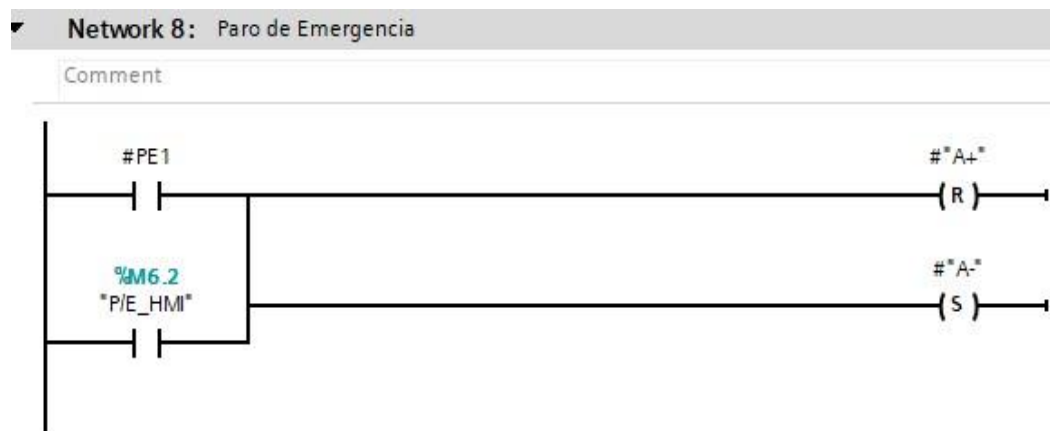 Network 8: Paro de Emergencia
Comment
#PE1
#"A+"
R
%M6.2
"P/E_HMI"
#"A-"
S